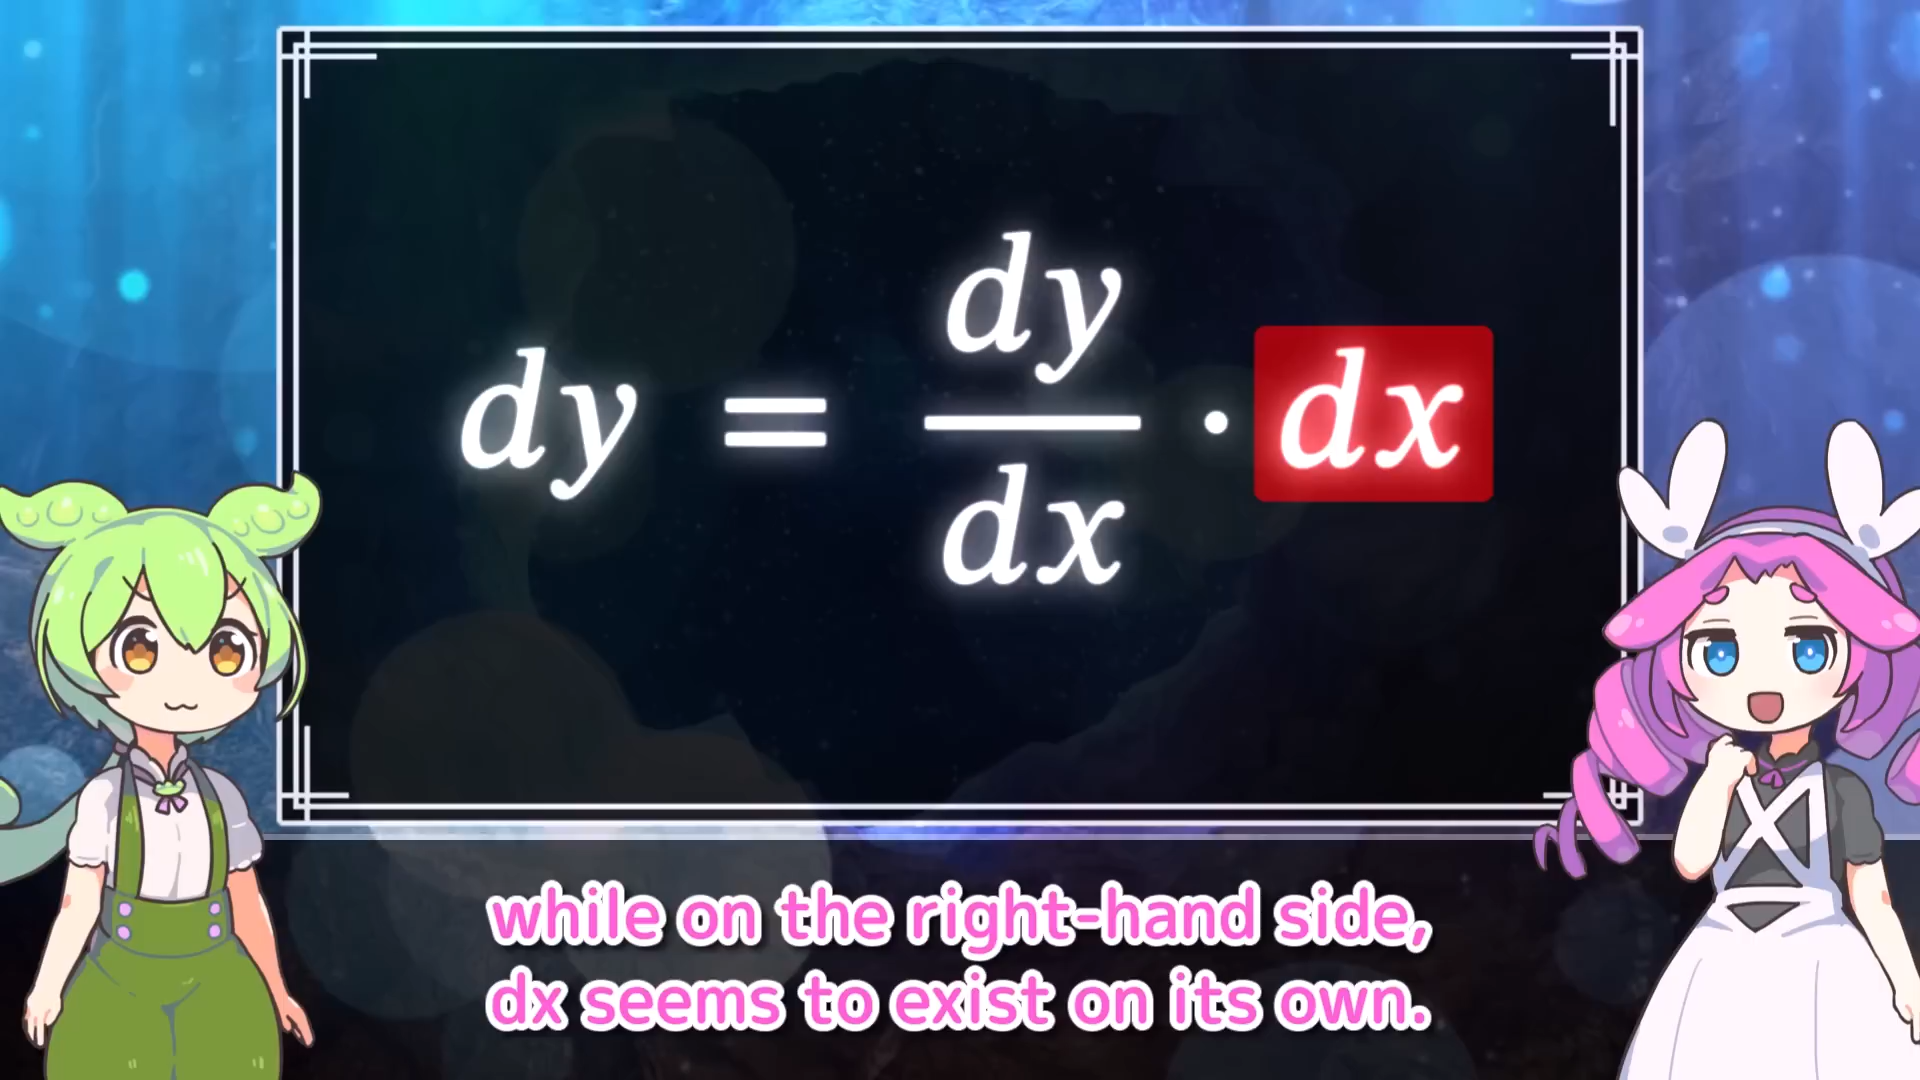 dy = dy/dx · dx
while on the right-hand side,
dx seems to exist on its own.